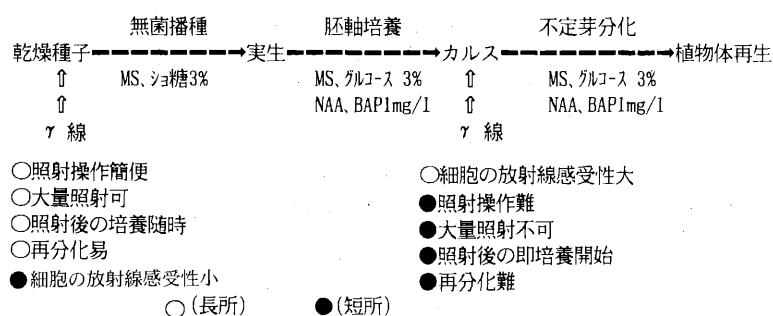 無菌播種 胚軸培養 不定芽分化
乾燥種子 実生 カルス 植物体再生
MS、ショ糖3% MS、グルコース 3% MS、グルコース 3%
NAA、BAP1mg/l NAA、BAP1mg/l
γ 線 γ 線
○照射操作簡便
○大量照射可
○照射後の培養随時
○再分化易
●細胞の放射線感受性小
○細胞の放射線感受性大
●照射操作難
●大量照射不可
●照射後の即培養開始
●再分化難
○(長所) ●(短所)